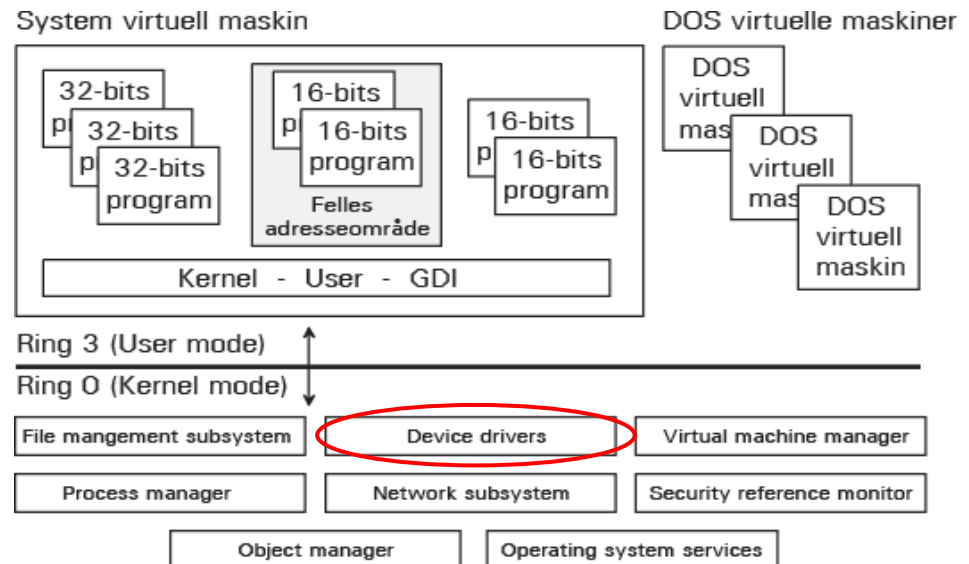 System virtuell maskin
DOS virtuelle maskiner
32-bits
32-bits
32-bits
program
16-bits
16-bits
program
Felles
adresseområde
16-bits
16-bits
program
DOS
virtuell
DOS
virtuell
DOS
virtuell
maskin
Kernel - User - GDI
Ring 3 (User mode)
Ring 0 (Kernel mode)
File mangement subsystem
Device drivers
Virtual machine manager
Process manager
Network subsystem
Security reference monitor
Object manager
Operating system services